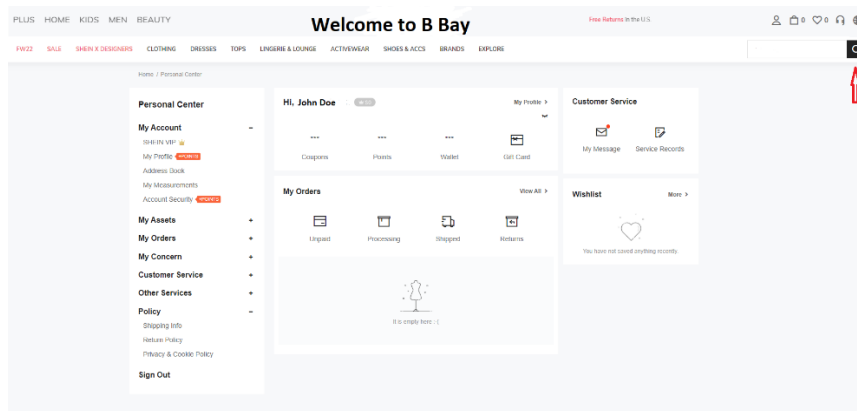 PLUS HOME KIDS MEN BEAUTY
Welcome to B Bay
Free Returns in the U.S.
0 0
FW22 SALE SHEIN X DESIGNERS CLOTHING DRESSES TOPS LINGERIE & LOUNGE ACTIVEWEAR SHOES & ACCS BRANDS EXPLORE
Home / Personal Center
Personal Center
My Account -
SHEIN VIP
My Profile +POINTS
Address Book
My Measurements
Account Security +POINTS
My Assets +
My Orders +
My Concern +
Customer Service +
Other Services +
Policy -
Shipping Info
Return Policy
Privacy & Cookie Policy
Sign Out
Hi, John Doe
My Profile >
Coupons Points Wallet Gift Card
My Orders View All >
Unpaid Processing Shipped Returns
It is empty here :-(
Customer Service
My Message Service Records
Wishlist More >
You have not saved anything recently.